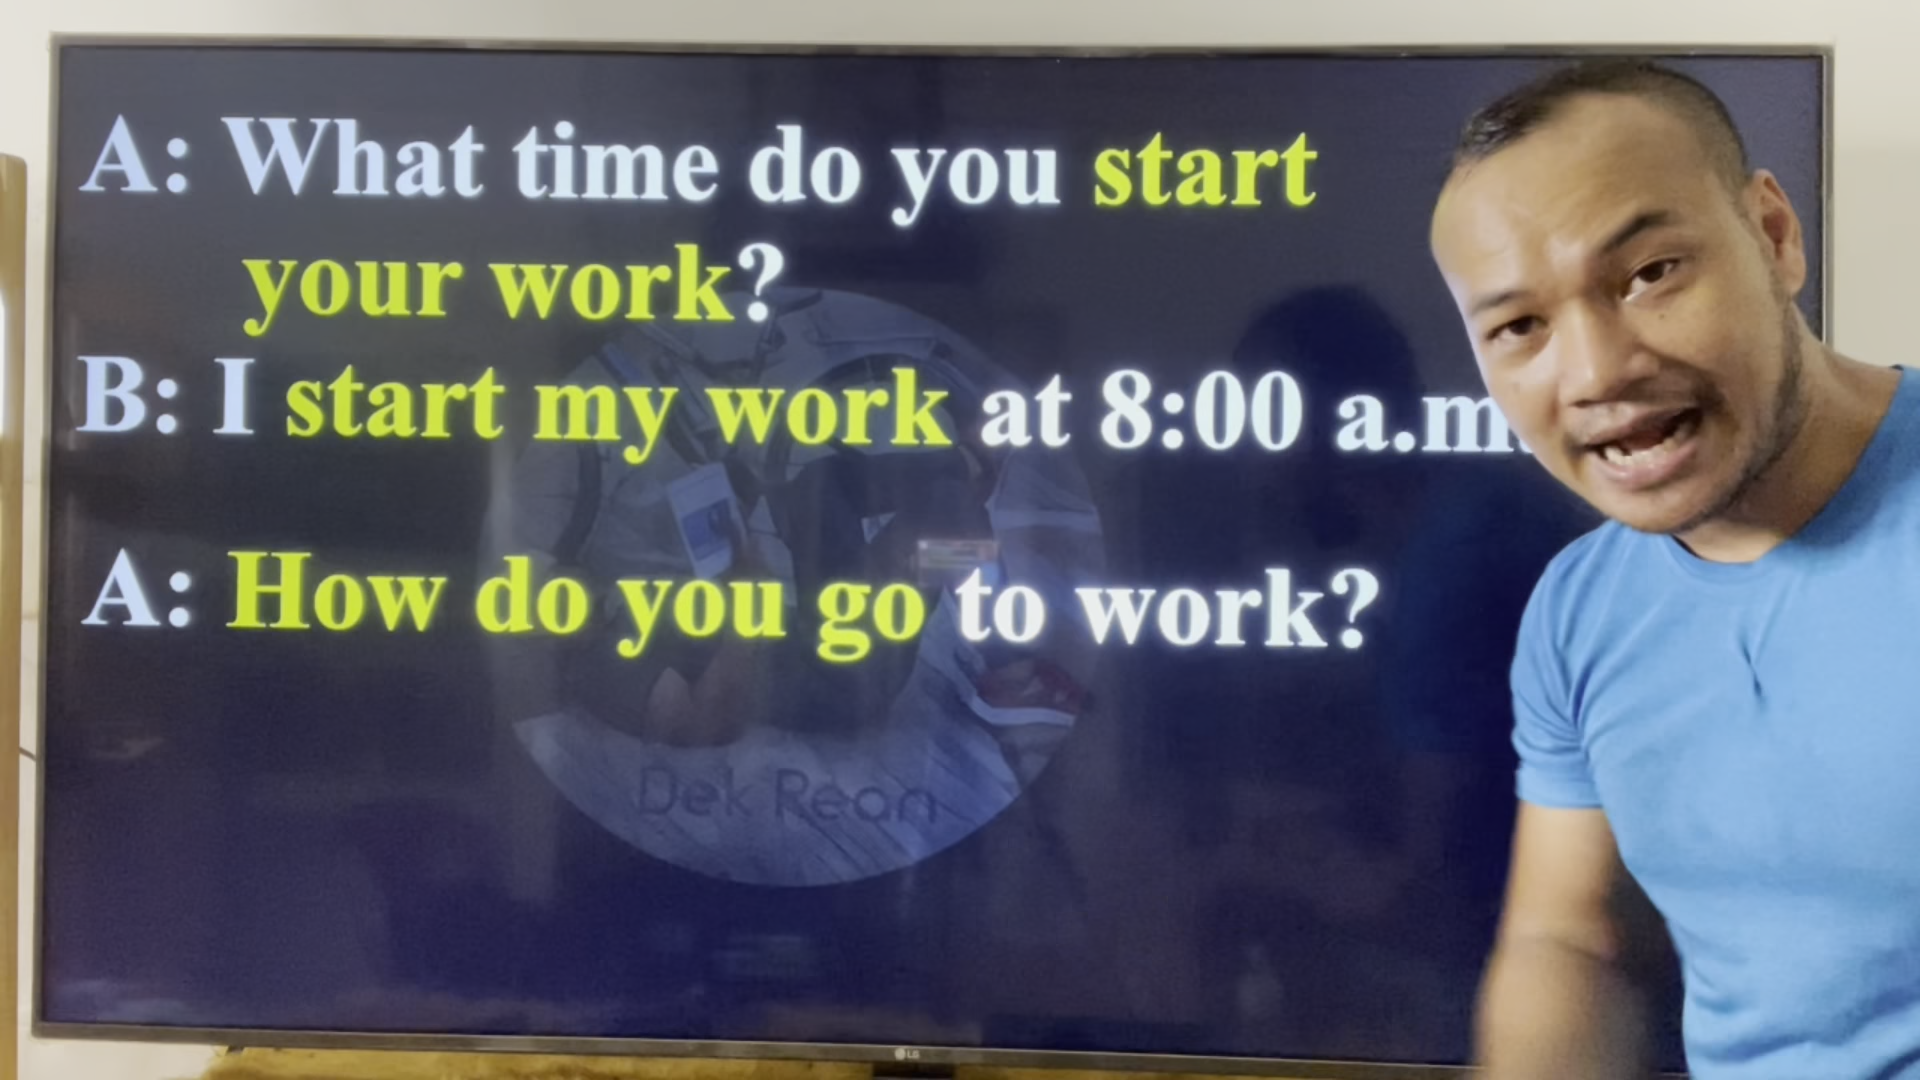 A: What time do you start
your work?
B: I start my work at 8:00 a.m.
A: How do you go to work?
Dek Rean
LG